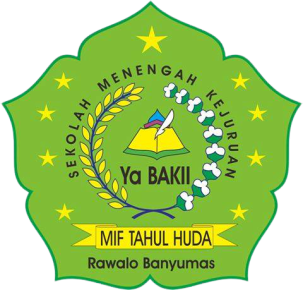 SEKOLAH MENENGAH KEJURUAN
Ya BAKII
MIF TAHUL HUDA
Rawalo Banyumas